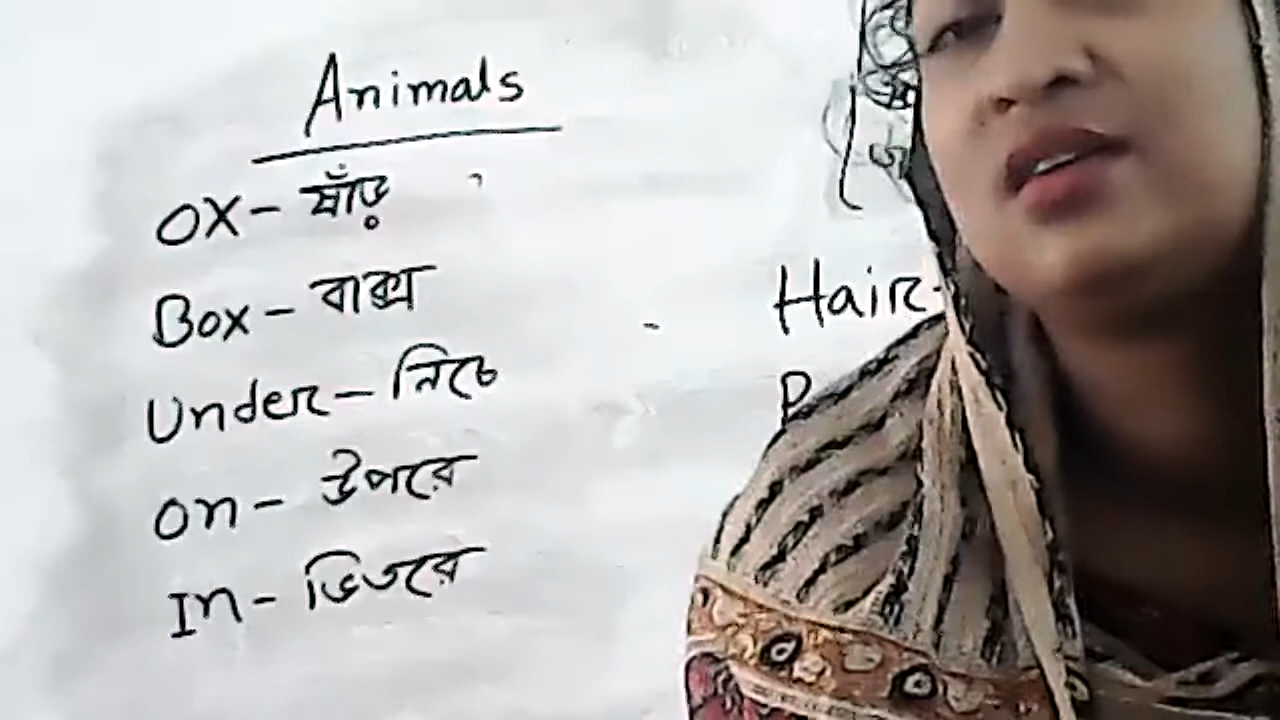 Animals
OX - ষাঁড়
Box - বাক্স
Under - নিচে
on - উপরে
In - ভিতরে
Hair-